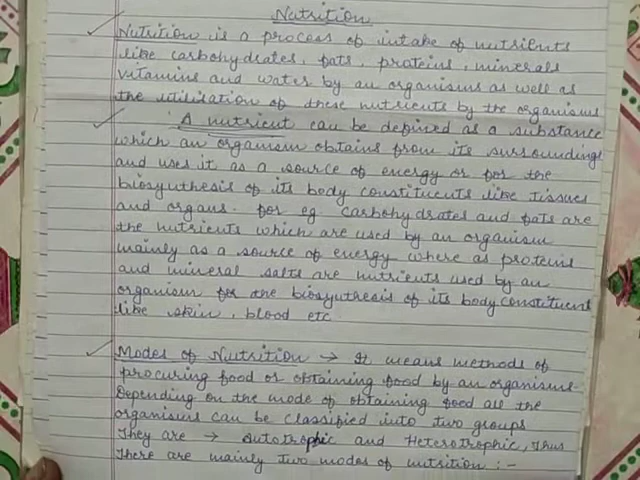 Nutrition
Nutrition is a process of intake of nutrients
like carbohydrates, fats, proteins, minerals
vitamins and water by an organisms as well as
the utilisation of these nutrients by the organisms
A nutrient can be defined as a substance
which an organism obtains from its surroundings
and uses it as a source of energy or for the
biosynthesis of its body constituents like tissues
and organs. for eg. carbohydrates and fats are
the nutrients which are used by an organism
mainly as a source of energy where as proteins
and mineral salts are nutrients used by an
organism for the biosynthesis of its body constituent
like skin, blood etc
Modes of Nutrition → It means methods of
procuring food or obtaining food by an organisms.
Depending on the mode of obtaining food all the
organisms can be classified into two groups
They are → Autotrophic and Heterotrophic, Thus
There are mainly two modes of nutrition :-